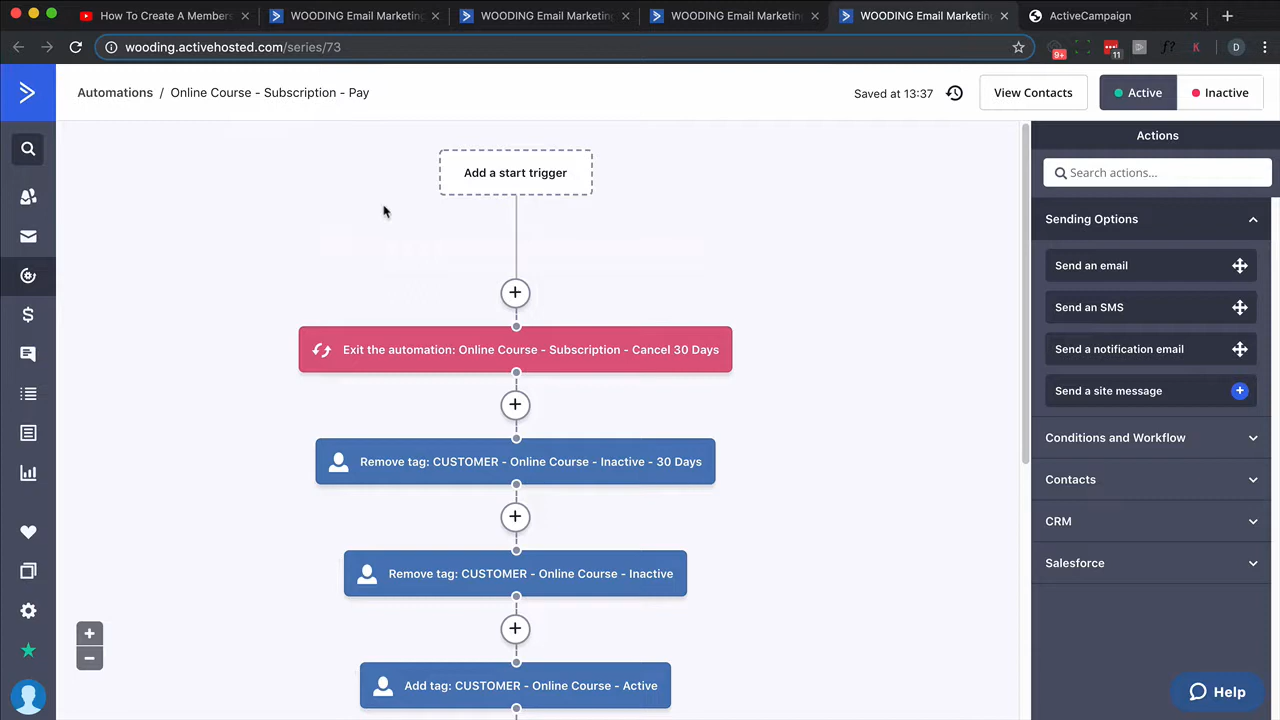 How To Create A Members
WOODING Email Marketing
WOODING Email Marketing
WOODING Email Marketing
WOODING Email Marketing
ActiveCampaign
wooding.activehosted.com/series/73
9+
11
f?
K
D
Automations / Online Course - Subscription - Pay
Saved at 13:37
View Contacts
Active
Inactive
Actions
Add a start trigger
Search actions...
Sending Options
Send an email
Send an SMS
Exit the automation: Online Course - Subscription - Cancel 30 Days
Send a notification email
Send a site message
Conditions and Workflow
Remove tag: CUSTOMER - Online Course - Inactive - 30 Days
Contacts
CRM
Salesforce
Remove tag: CUSTOMER - Online Course - Inactive
Add tag: CUSTOMER - Online Course - Active
Help